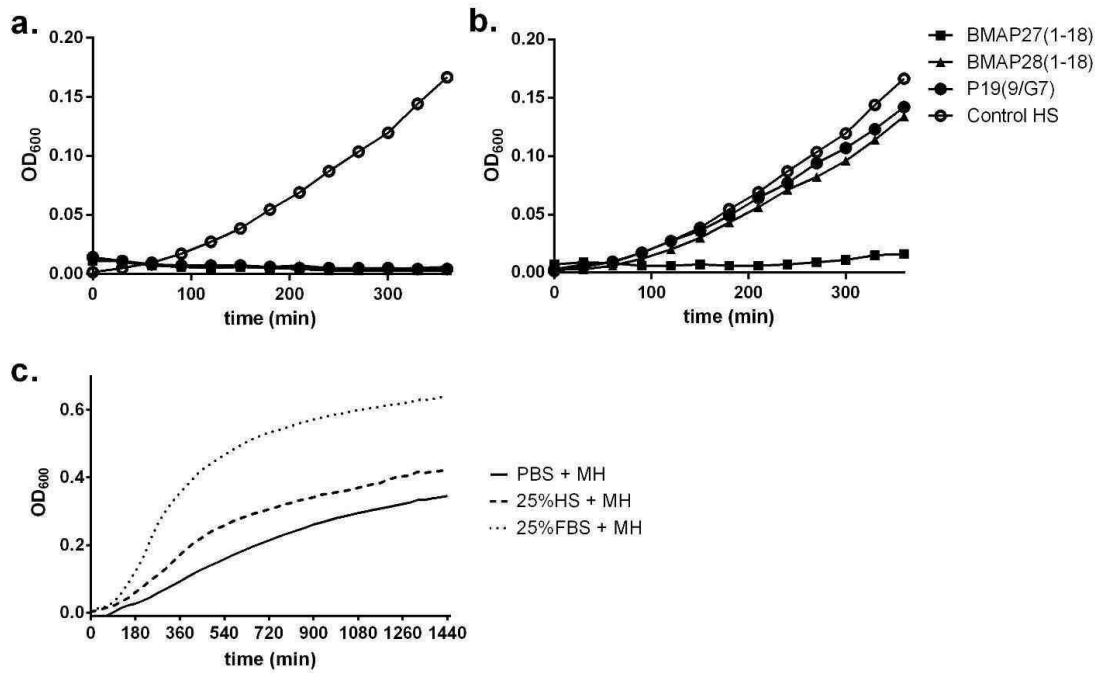 a.
OD600
0.20
0.15
0.10
0.05
0.00
0 100 200 300
time (min)
b.
OD600
0.20
0.15
0.10
0.05
0.00
0 100 200 300
time (min)
BMAP27(1-18)
BMAP28(1-18)
P19(9/G7)
Control HS
c.
OD600
0.6
0.4
0.2
0.0
0 180 360 540 720 900 1080 1260 1440
time (min)
PBS + MH
25%HS + MH
25%FBS + MH